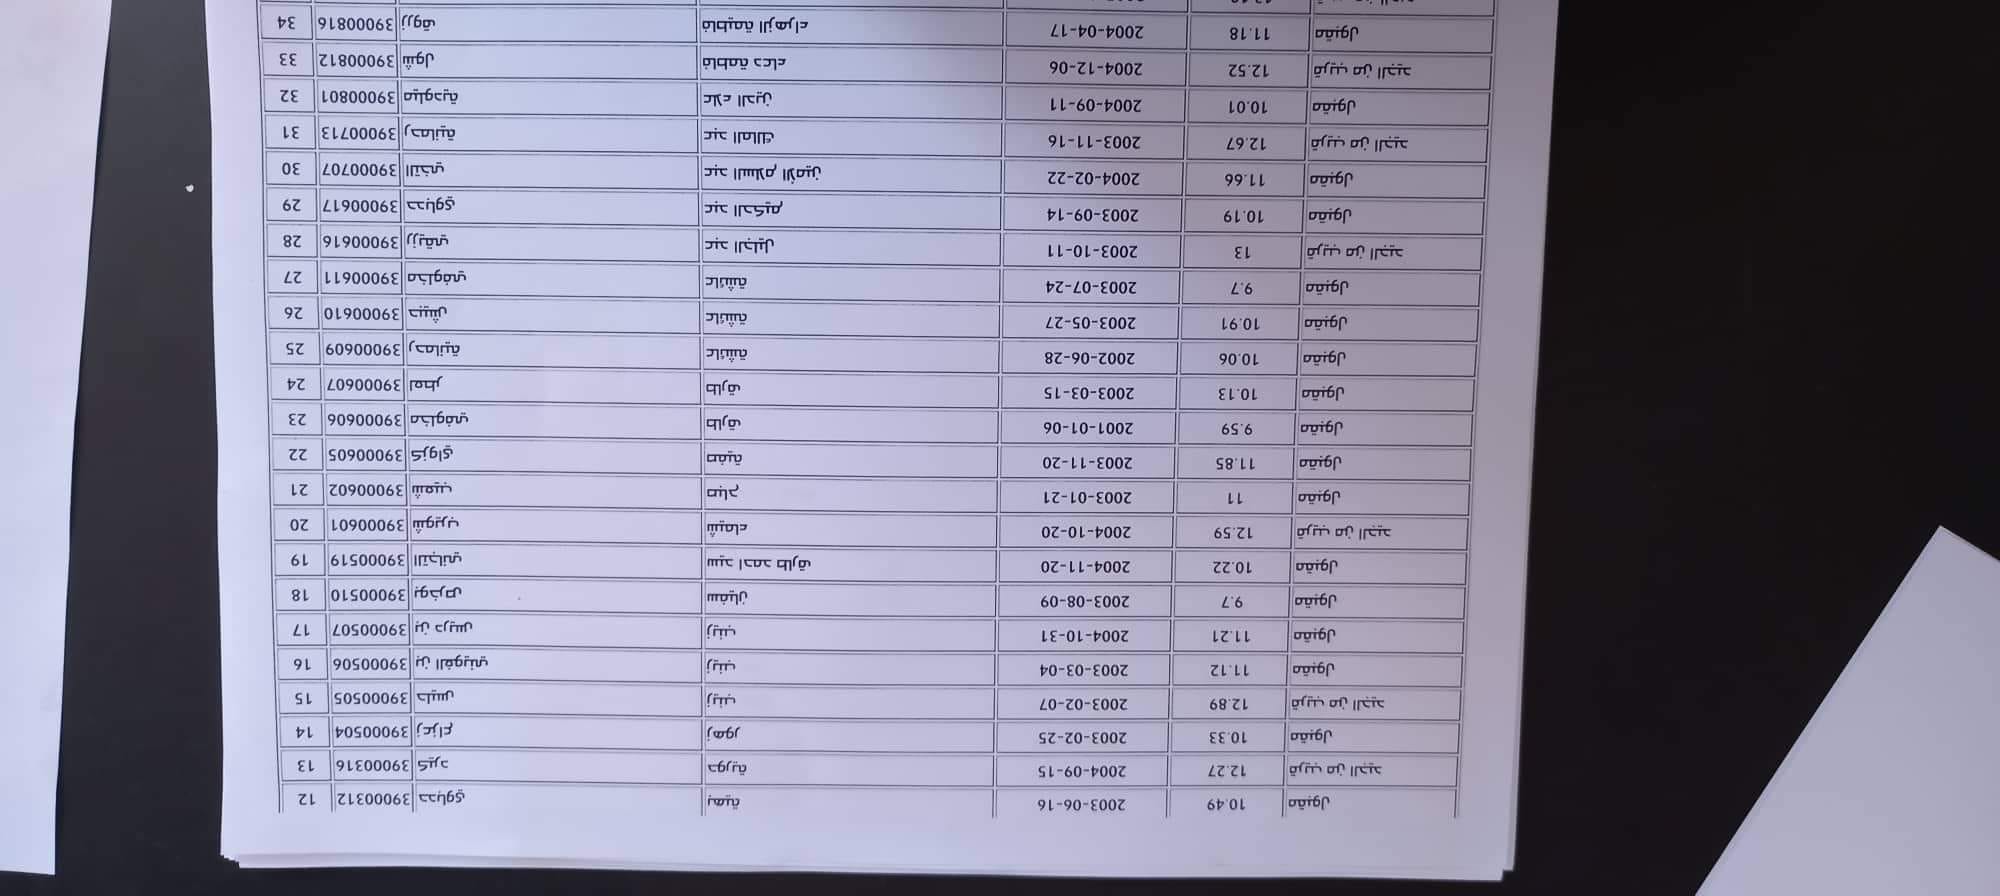 12 39000312 حدباوي بهية 2003-06-16 10.49 مقبول
13 39000316 كيرد حورية 2004-09-15 12.27 قريب من الجيد
14 39000504 زعزاع زهور 2003-02-25 10.33 مقبول
15 39000505 حليس زينب 2003-02-07 12.89 قريب من الجيد
16 39000506 بن الغويني زينب 2003-03-04 11.12 مقبول
17 39000507 بن دريس زينب 2004-10-31 11.21 مقبول
18 39000510 بوخرص سفيان 2003-08-09 9.7 مقبول
19 39000519 التجاني سيد احمد طارق 2004-11-20 10.22 مقبول
20 39000601 شويرب شيماء 2004-10-20 12.59 قريب من الجيد
21 39000602 شعيب صباح 2003-01-21 11 مقبول
22 39000605 كزواي صفية 2003-11-20 11.85 مقبول
23 39000606 مخلوفي طارق 2001-01-06 9.59 مقبول
24 39000607 لعطر طارق 2003-03-15 10.13 مقبول
25 39000609 رحمانية عائشة 2002-06-28 10.06 مقبول
26 39000610 حبيش عائشة 2003-05-27 10.91 مقبول
27 39000611 مخلوفي عائشة 2003-07-24 9.7 مقبول
28 39000616 رزيقي عبد الجليل 2003-10-11 13 قريب من الجيد
29 39000617 حدباوي عبد الحكيم 2003-09-14 10.19 مقبول
30 39000707 التخي عبد السلام الأمين 2004-02-22 11.66 مقبول
31 39000713 رحمانية عبد المالك 2003-11-16 12.67 قريب من الجيد
32 39000801 ميلودية علاء الدين 2004-09-11 10.01 مقبول
33 39000812 شول فاطمة دعاء 2004-12-06 12.52 قريب من الجيد
34 39000816 زروق فاطيمة الزهراء 2004-04-17 11.18 مقبول